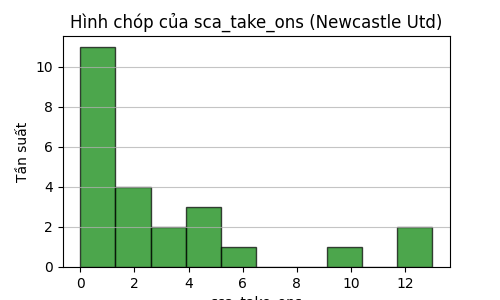 Hình chóp của sca_take_ons (Newcastle Utd)
Tần suất
10
8
6
4
2
0
0 2 4 6 8 10 12
sca_take_ons